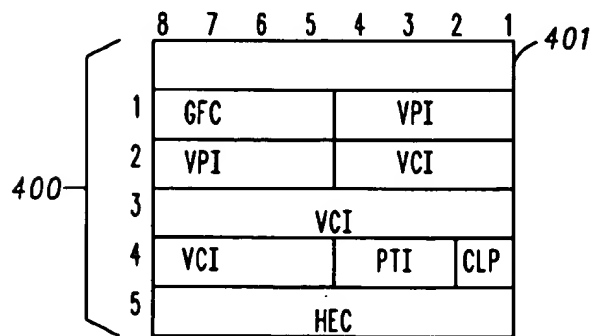 8 7 6 5 4 3 2 1
401
1 GFC VPI
2 VPI VCI
400
3 VCI
4 VCI PTI CLP
5 HEC